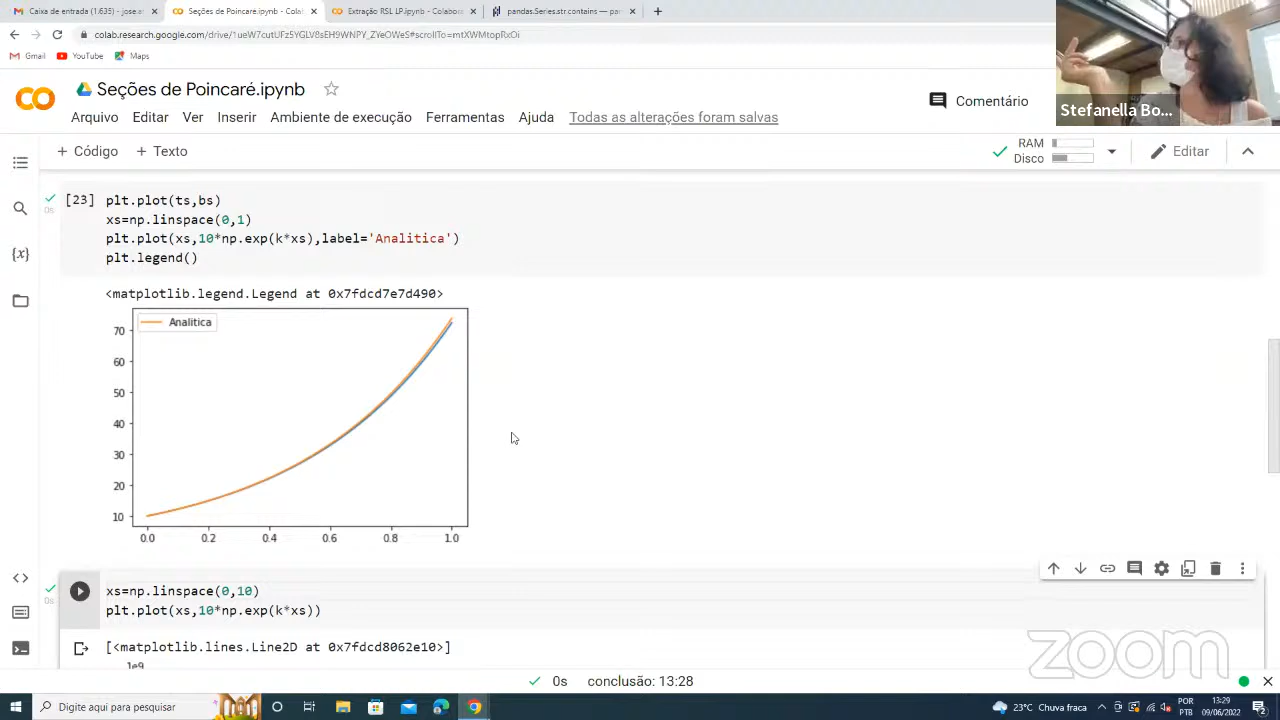 Caixa de entrada (1.635) - jose.a
Seções de Poincaré.ipynb - Colab
Extração RSL LP.ipynb - Colabos
pandas.Series.str.contains — pa
colab.research.google.com/drive/1ueW7cutUFz5YGLV8sEH9WNPY_ZYeOWeS#scrollTo=mtXWMtopRxOi
Gmail
YouTube
Maps
Seções de Poincaré.ipynb
Arquivo Editar Ver Inserir Ambiente de execução Ferramentas Ajuda Todas as alterações foram salvas
Comentário
Stefanella Bo...
+ Código + Texto
RAM
Disco
Editar
[23] plt.plot(ts,bs)
0s
xs=np.linspace(0,1)
plt.plot(xs,10*np.exp(k*xs),label='Analitica')
plt.legend()
<matplotlib.legend.Legend at 0x7fdcd7e7d490>
Analitica
70
60
50
40
30
20
10
0.0 0.2 0.4 0.6 0.8 1.0
xs=np.linspace(0,10)
0s
plt.plot(xs,10*np.exp(k*xs))
[<matplotlib.lines.Line2D at 0x7fdcd8062e10>]
1e9
zoom
0s conclusão: 13:28
Digite aqui para pesquisar
23°C Chuva fraca
POR
PTB
13:29
09/06/2022
2